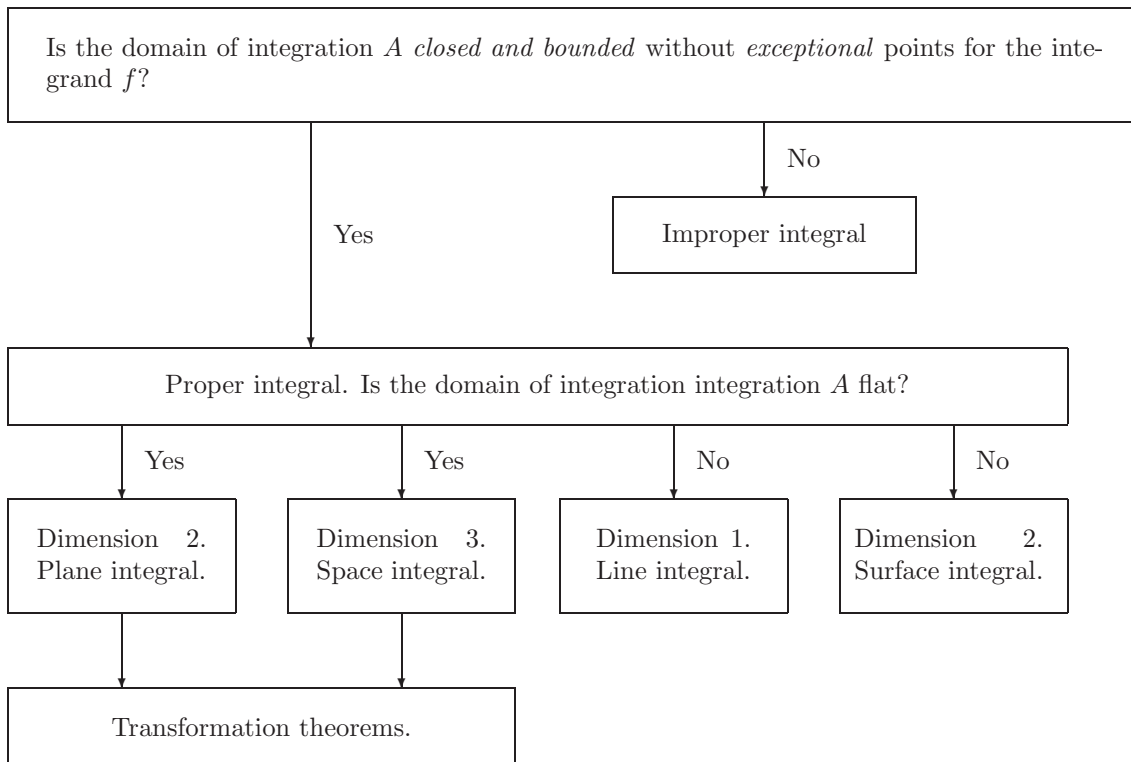 Is the domain of integration A closed and bounded without exceptional points for the inte-
grand f?
No
Yes
Improper integral
Proper integral. Is the domain of integration integration A flat?
Yes
Yes
No
No
Dimension 2.
Plane integral.
Dimension 3.
Space integral.
Dimension 1.
Line integral.
Dimension 2.
Surface integral.
Transformation theorems.